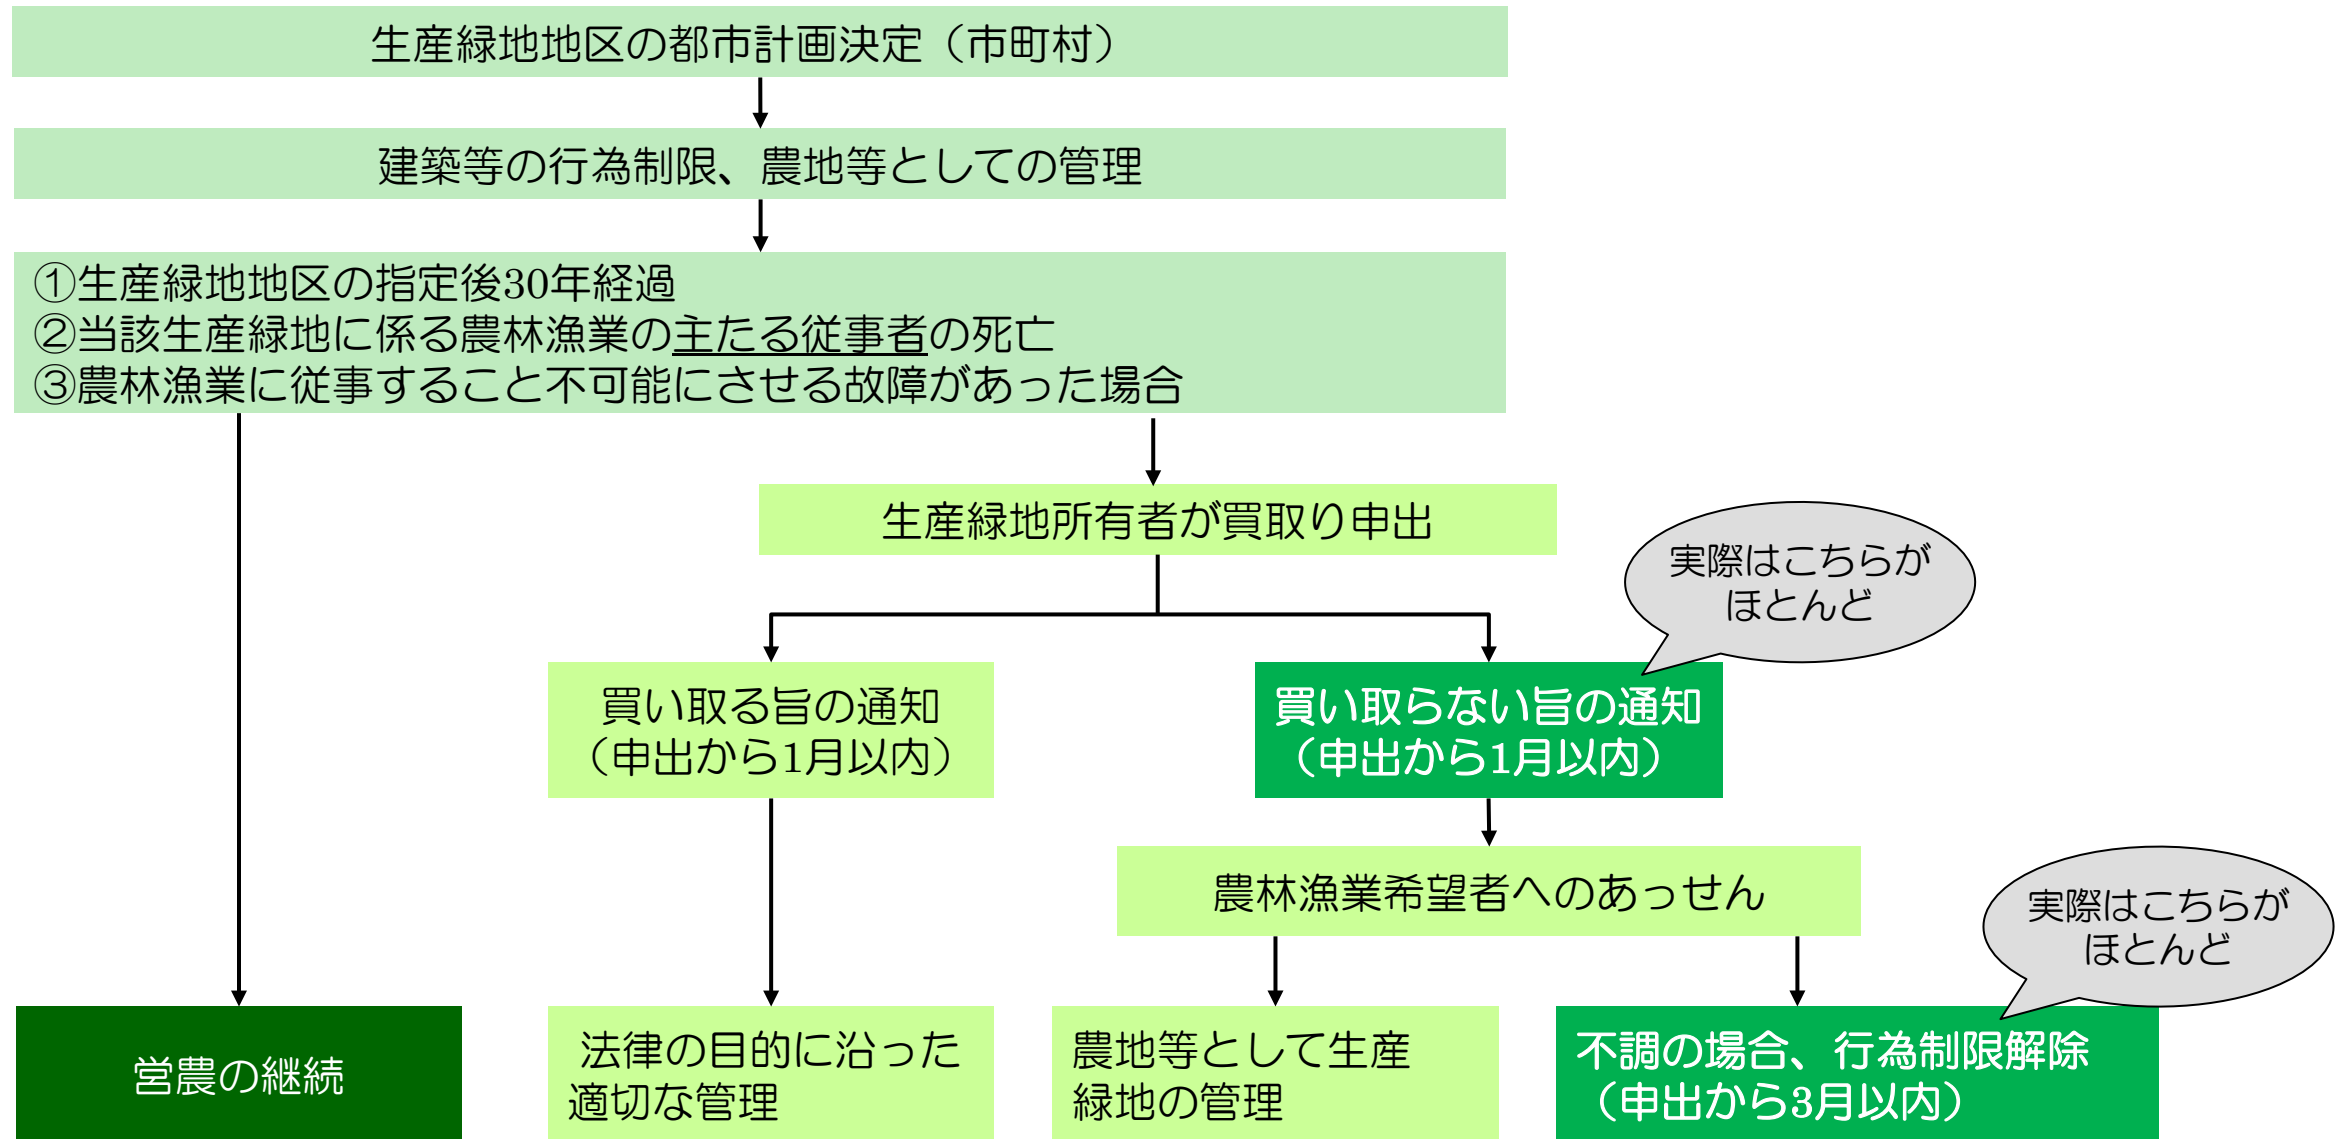 生産緑地地区の都市計画決定（市町村）
建築等の行為制限、農地等としての管理
①生産緑地地区の指定後30年経過
②当該生産緑地に係る農林漁業の主たる従事者の死亡
③農林漁業に従事すること不可能にさせる故障があった場合
生産緑地所有者が買取り申出
実際はこちらが
ほとんど
買い取る旨の通知
（申出から1月以内）
買い取らない旨の通知
（申出から1月以内）
農林漁業希望者へのあっせん
実際はこちらが
ほとんど
営農の継続
法律の目的に沿った
適切な管理
農地等として生産
緑地の管理
不調の場合、行為制限解除
（申出から3月以内）